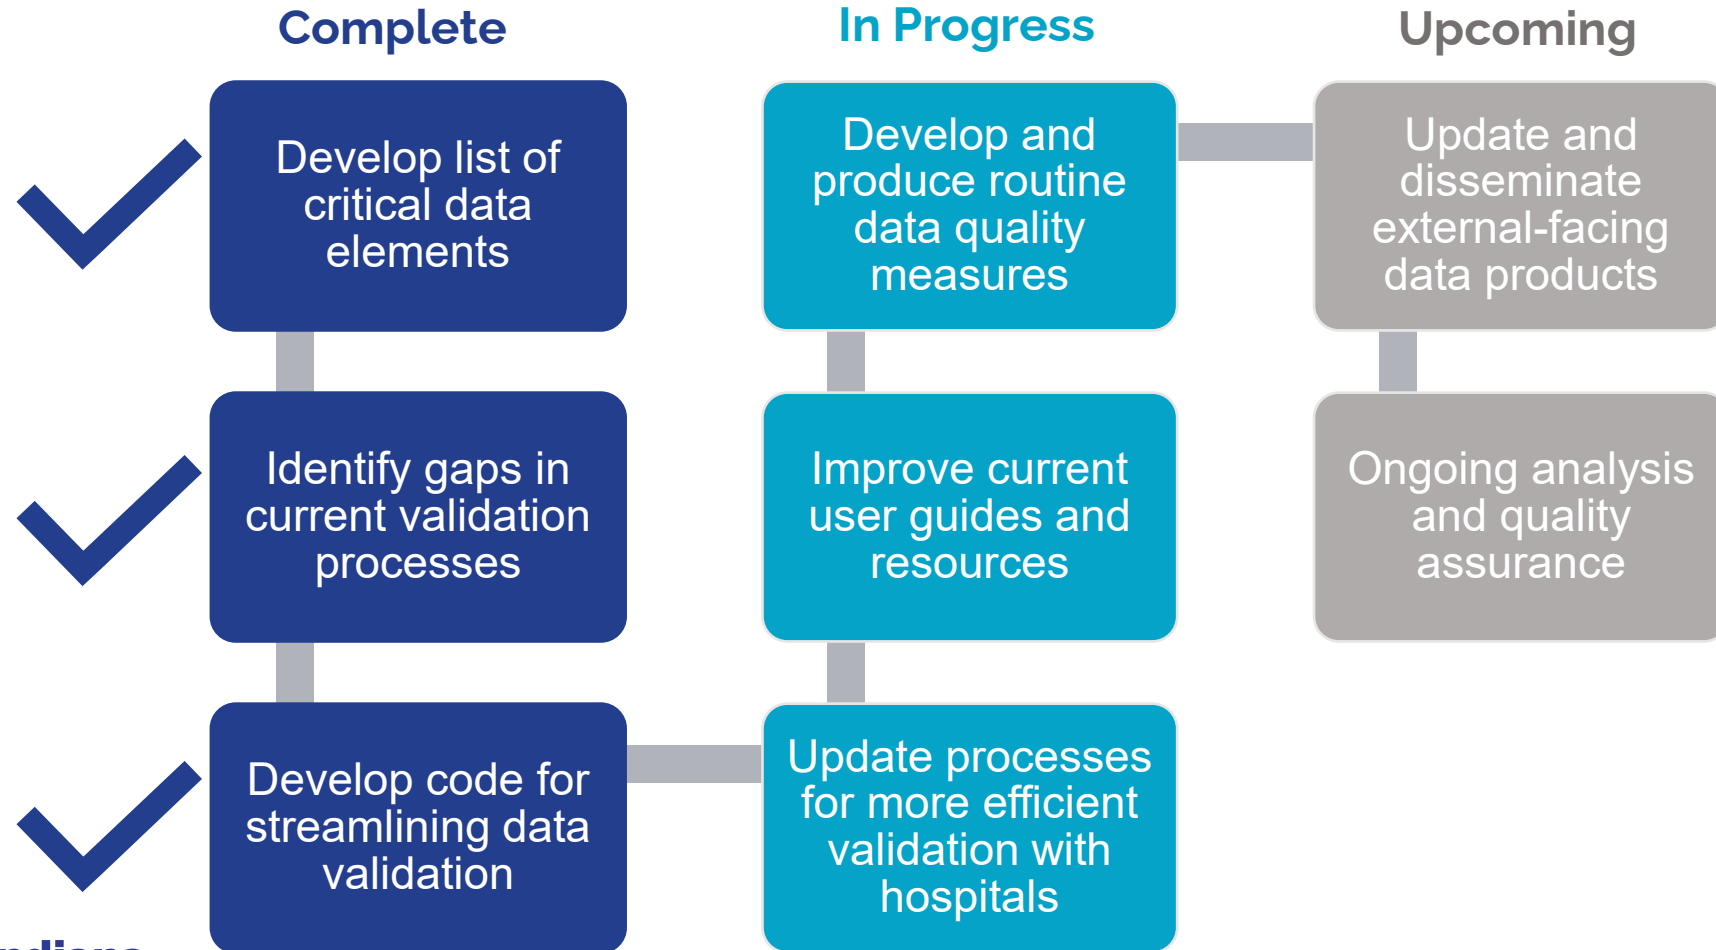 Complete
Develop list of
critical data
elements
Identify gaps in
current validation
processes
Develop code for
streamlining data
validation
In Progress
Develop and
produce routine
data quality
measures
Improve current
user guides and
resources
Update processes
for more efficient
validation with
hospitals
Upcoming
Update and
disseminate
external-facing
data products
Ongoing analysis
and quality
assurance